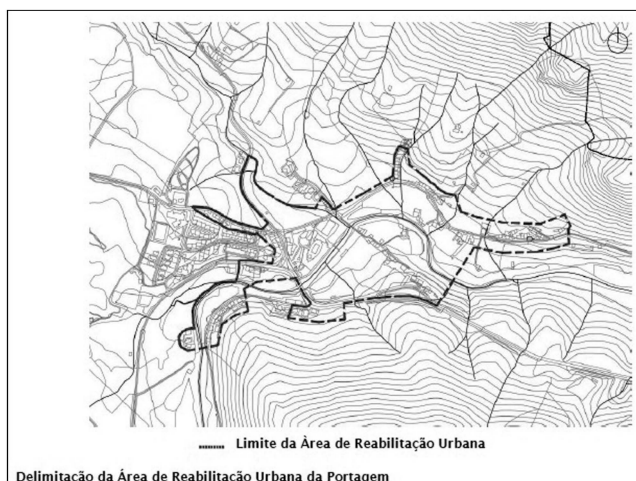 Limite da Àrea de Reabilitação Urbana
Delimitação da Área de Reabilitação Urbana da Portagem